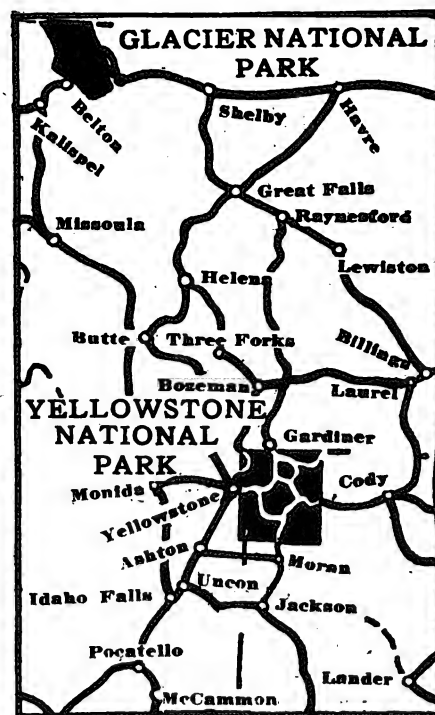 GLACIER NATIONAL
PARK
Belton
Kalispel
Shelby
Havre
Great Falls
Raynesford
Missoula
Lewiston
Helena
Butte
Three Forks
Billings
Bozeman
Laurel
YELLOWSTONE
NATIONAL
PARK
Gardiner
Monida
Cody
Yellowstone
Ashton
Moran
Uncon
Idaho Falls
Jackson
Pocatello
Lander
McCammon